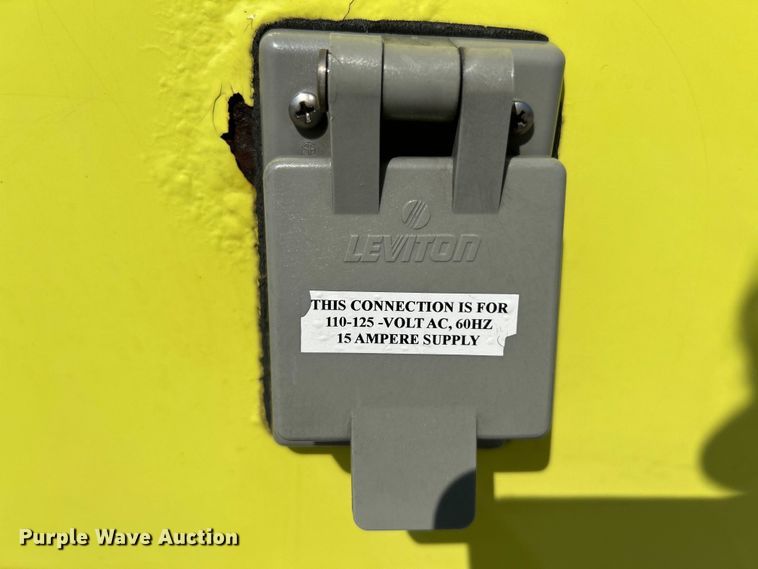 LEVITON
THIS CONNECTION IS FOR
110-125 -VOLT AC, 60HZ
15 AMPERE SUPPLY
Purple Wave Auction